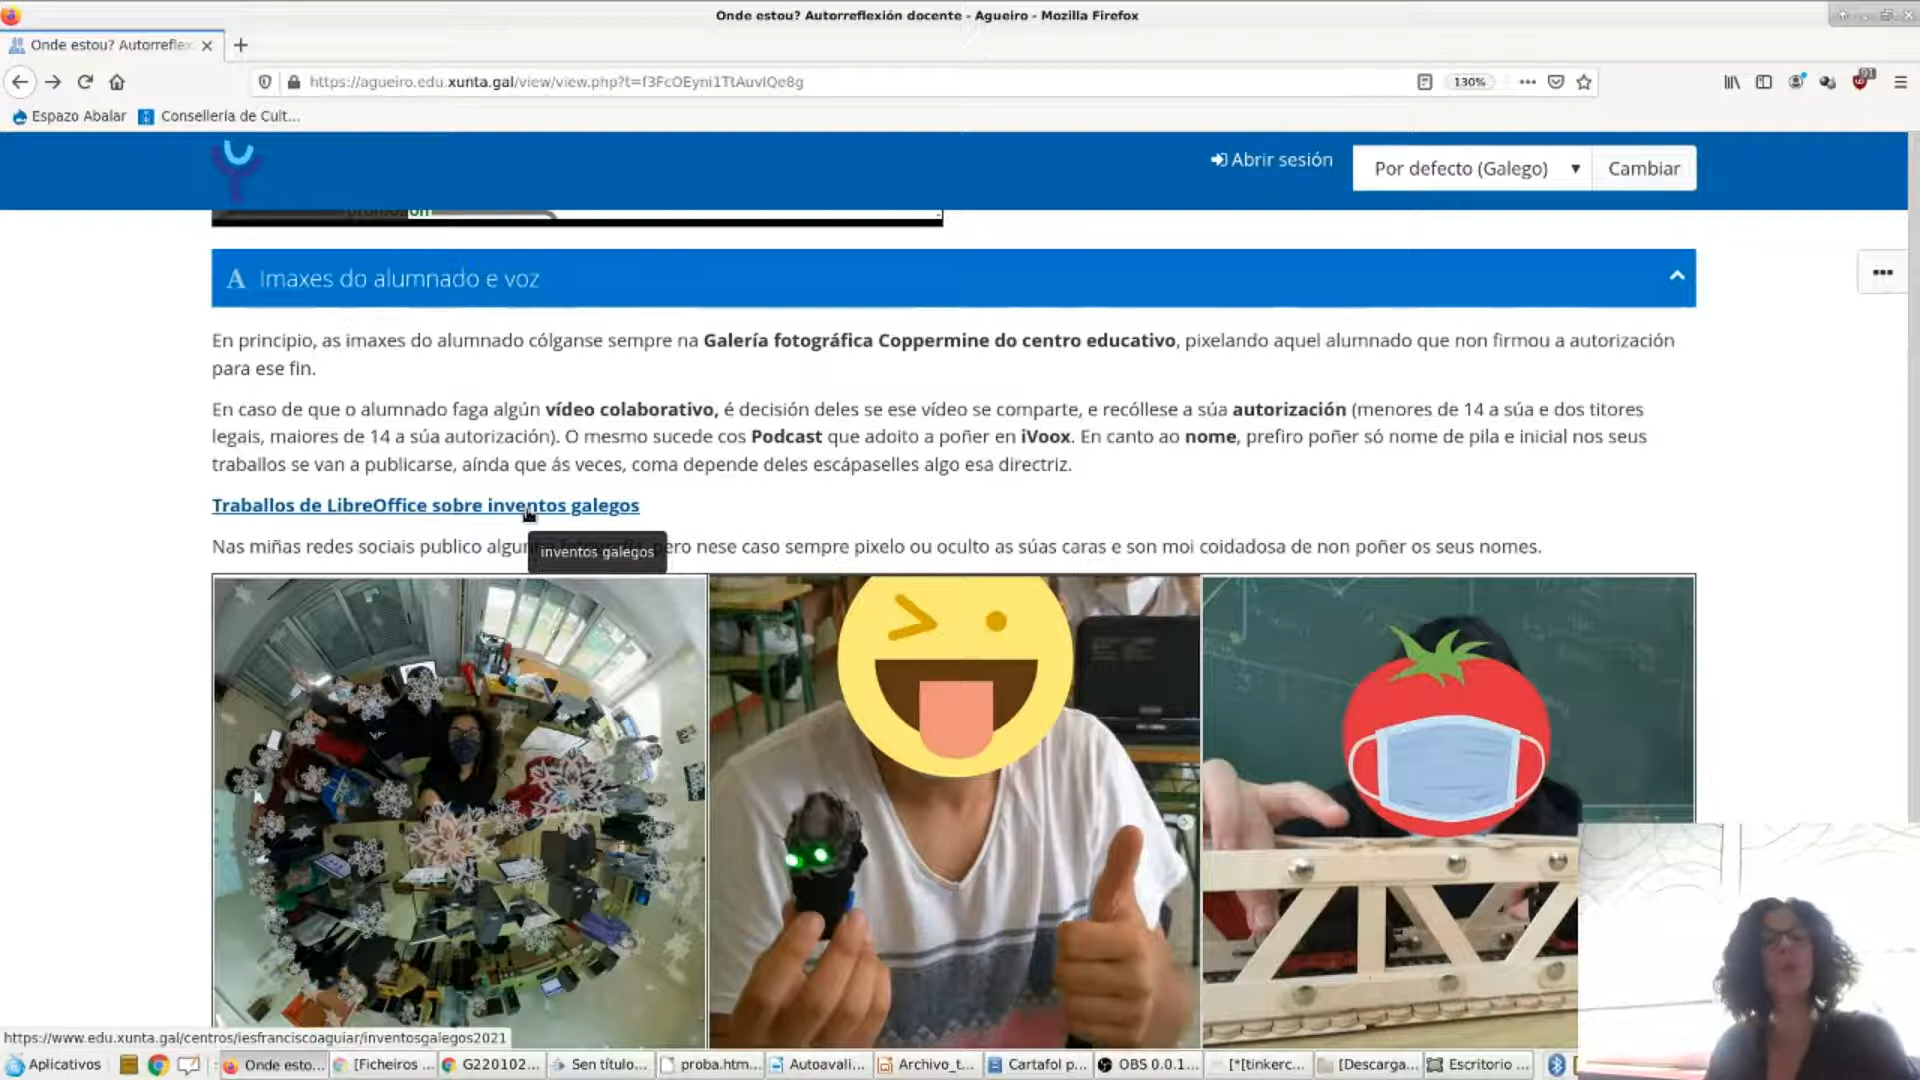 Onde estou? Autorreflexión docente - Agueiro - Mozilla Firefox
Onde estou? Autorreflex
https://agueiro.edu.xunta.gal/view/view.php?t=f3FcOEyni1TtAuvIQe8g
130%
Espazo Abalar
Consellería de Cult...
Abrir sesión
Por defecto (Galego)
Cambiar
A Imaxes do alumnado e voz
En principio, as imaxes do alumnado cólganse sempre na Galería fotográfica Coppermine do centro educativo, pixelando aquel alumnado que non firmou a autorización
para ese fin.
En caso de que o alumnado faga algún vídeo colaborativo, é decisión deles se ese vídeo se comparte, e recóllese a súa autorización (menores de 14 a súa e dos titores
legais, maiores de 14 a súa autorización). O mesmo sucede cos Podcast que adoito a poñer en iVoox. En canto ao nome, prefiro poñer só nome de pila e inicial nos seus
traballos se van a publicarse, aínda que ás veces, coma depende deles escápaselles algo esa directriz.
Traballos de LibreOffice sobre inventos galegos
inventos galegos
Nas miñas redes sociais publico algun pero nese caso sempre pixelo ou oculto as súas caras e son moi coidadosa de non poñer os seus nomes.
https://www.edu.xunta.gal/centros/iesfranciscoaguiar/inventosgalegos2021
Aplicativos
Onde esto...
[Ficheiros ...
G220102...
Sen título...
proba.htm...
Autoavali...
Archivo_t...
Cartafol p...
OBS 0.0.1...
[*[tinkerc...
[Descarga...
Escritorio ...